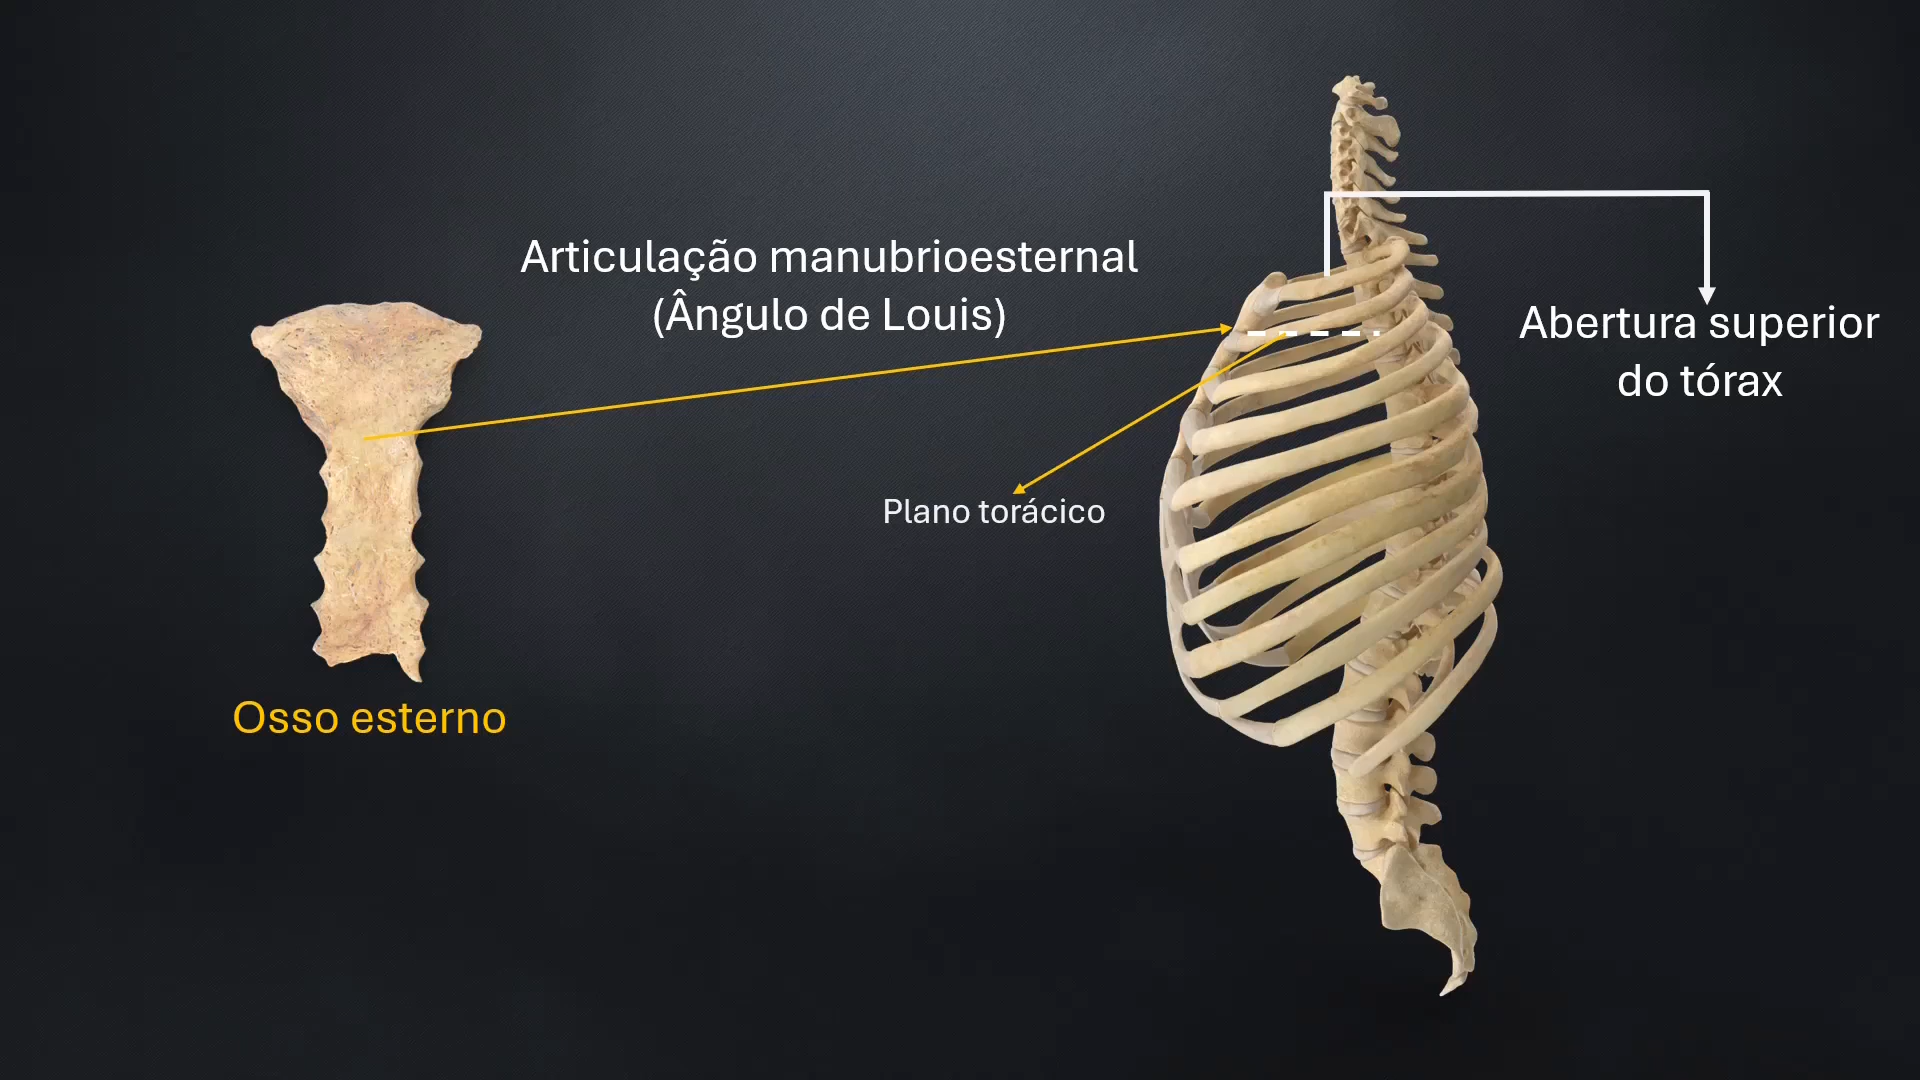 Articulação manubrioesternal
(Ângulo de Louis)
Abertura superior
do tórax
Plano torácico
Osso esterno